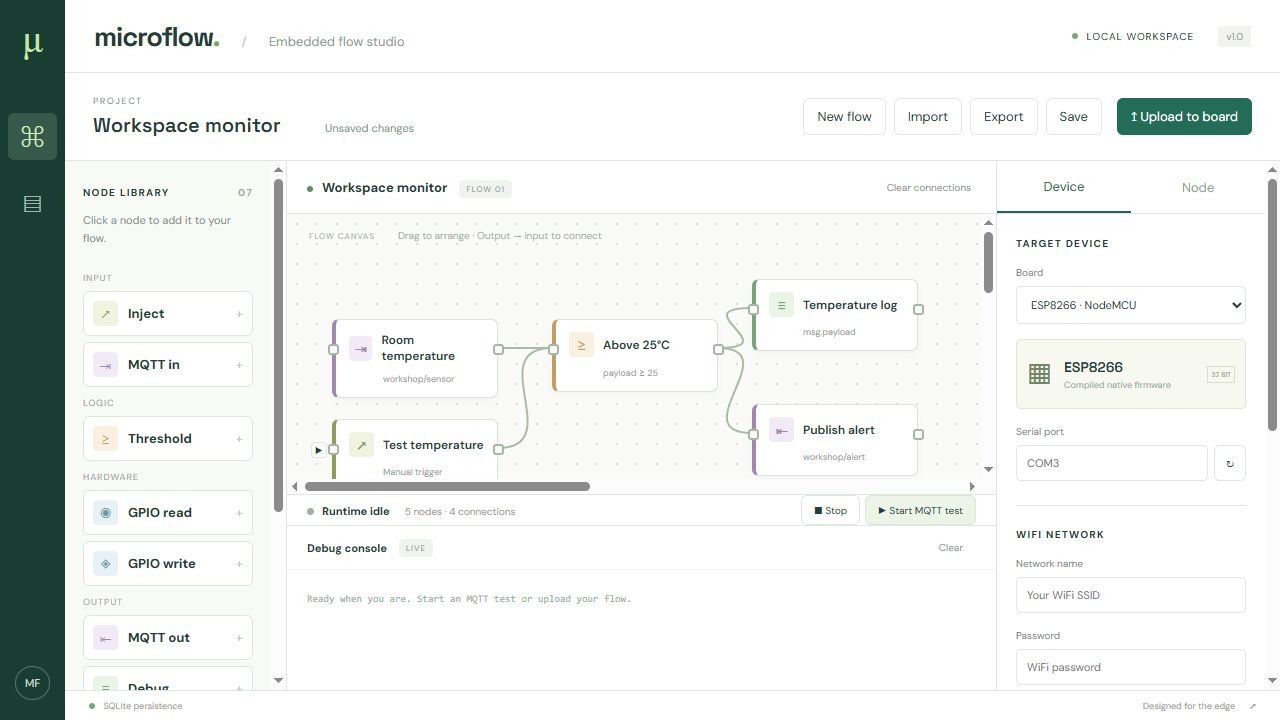 μ
microflow.
/
Embedded flow studio
LOCAL WORKSPACE
v1.0
PROJECT
Workspace monitor
Unsaved changes
New flow
Import
Export
Save
↥ Upload to board
NODE LIBRARY
07
Click a node to add it to your
flow.
INPUT
Inject
+
MQTT in
+
LOGIC
≥
Threshold
+
HARDWARE
GPIO read
+
GPIO write
+
OUTPUT
MQTT out
+
Debug
MF
Workspace monitor
FLOW 01
Clear connections
FLOW CANVAS
Drag to arrange · Output → input to connect
Room
temperature
workshop/sensor
Test temperature
Manual trigger
≥
Above 25°C
payload ≥ 25
Temperature log
msg.payload
Publish alert
workshop/alert
Runtime idle
5 nodes · 4 connections
■ Stop
▶ Start MQTT test
Debug console
LIVE
Clear
Ready when you are. Start an MQTT test or upload your flow.
Device
Node
TARGET DEVICE
Board
ESP8266 · NodeMCU
ESP8266
Compiled native firmware
32 BIT
Serial port
COM3
↻
WIFI NETWORK
Network name
Your WiFi SSID
Password
WiFi password
SQLite persistence
Designed for the edge ↗